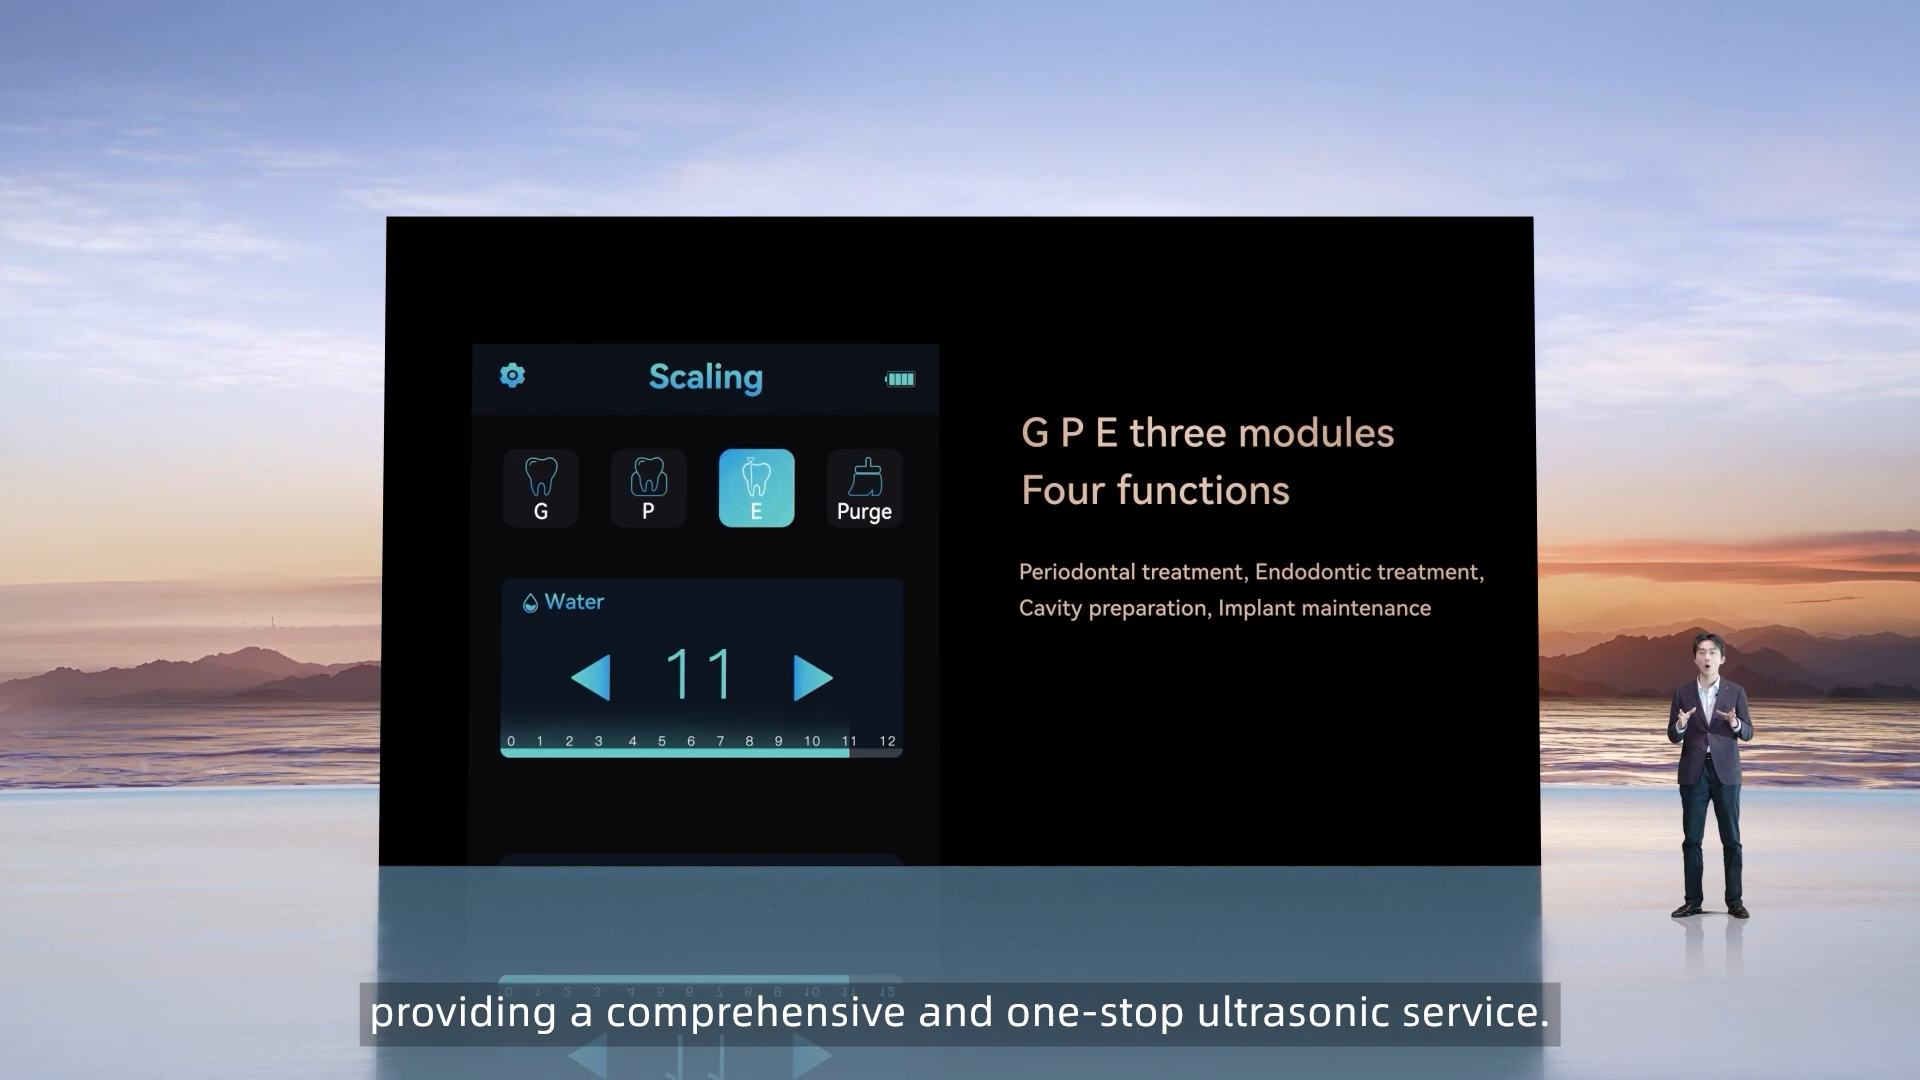 Scaling
G P E Purge
Water
11
0 1 2 3 4 5 6 7 8 9 10 11 12
G P E three modules
Four functions
Periodontal treatment, Endodontic treatment,
Cavity preparation, Implant maintenance
providing a comprehensive and one-stop ultrasonic service.